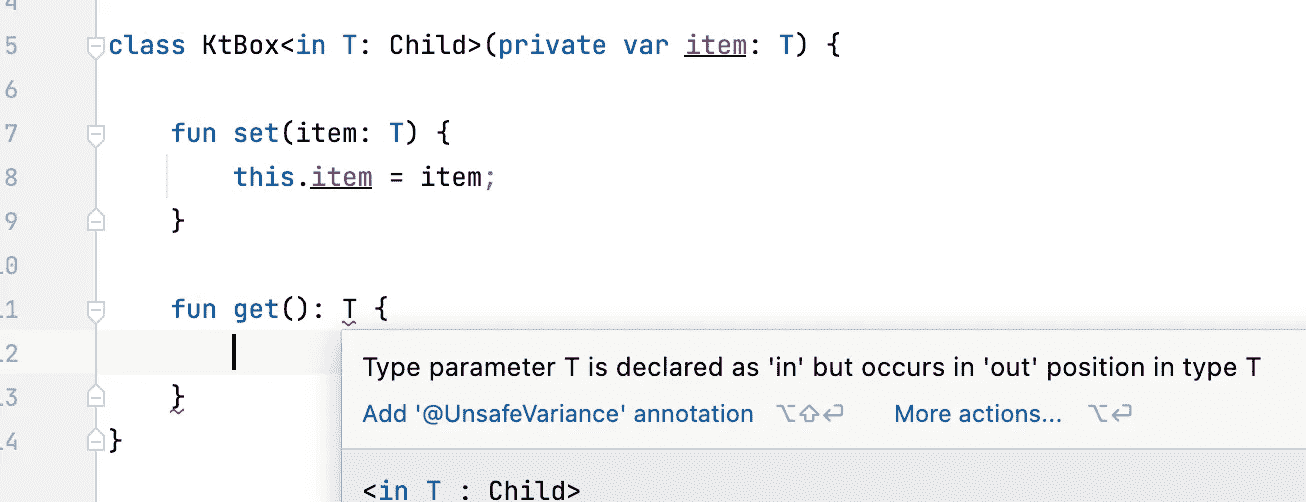 4
5 class KtBox<in T: Child>(private var item: T) {
6
7 fun set(item: T) {
8 this.item = item;
9 }
10
11 fun get(): T {
12
Type parameter T is declared as 'in' but occurs in 'out' position in type T
13 }
Add '@UnsafeVariance' annotation ⌥⇧⏎ More actions... ⌥⏎
14 }
<in T : Child>